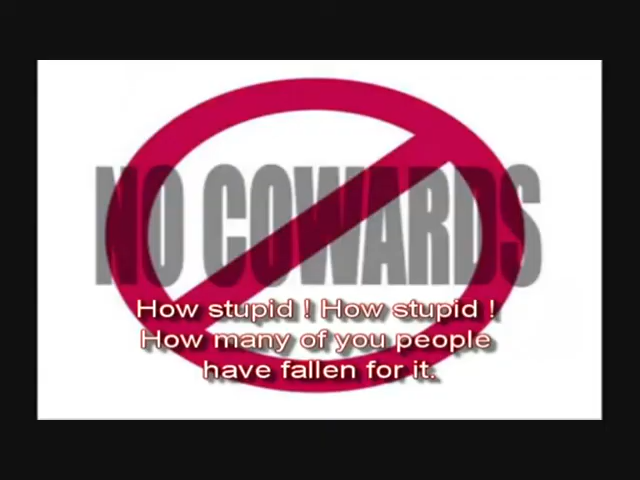 NO COWARDS
How stupid ! How stupid !
How many of you people
have fallen for it.